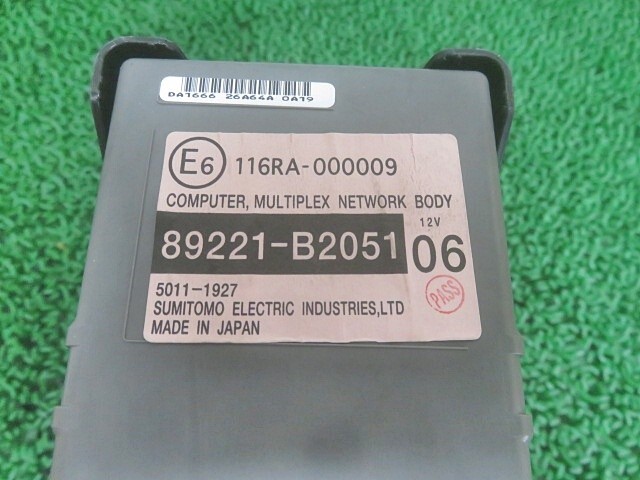 DA1666 26A64A 0A19
E6 116RA-000009
COMPUTER, MULTIPLEX NETWORK BODY
12V
89221-B2051 06
5011-1927
PASS
SUMITOMO ELECTRIC INDUSTRIES,LTD
MADE IN JAPAN